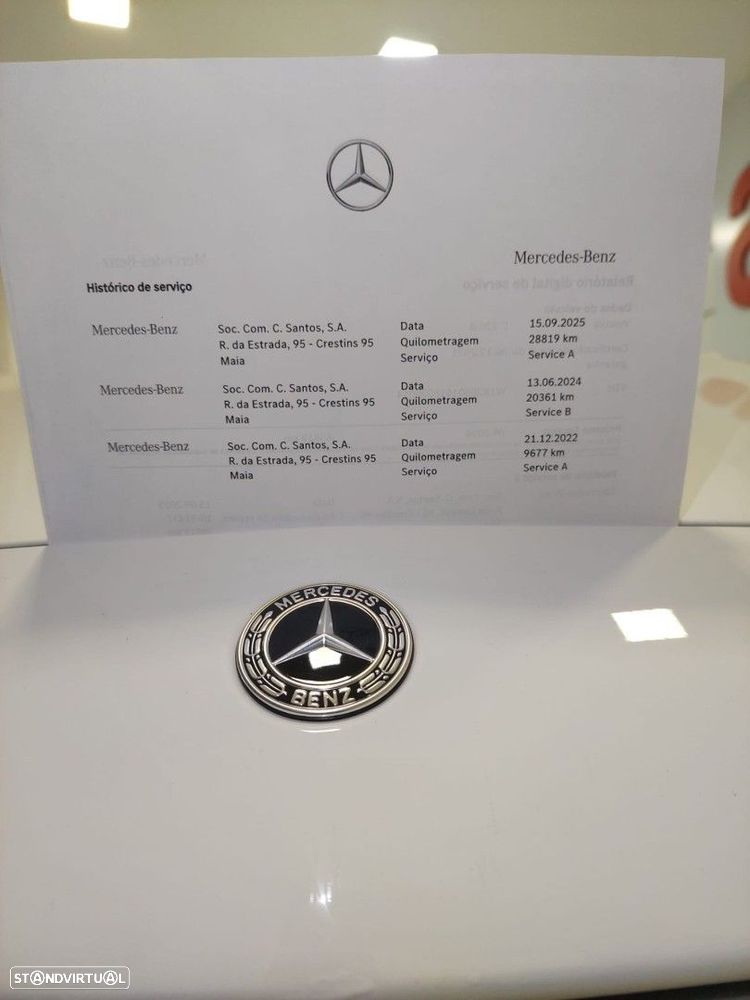 Mercedes-Benz
Histórico de serviço
Mercedes-Benz
Soc. Com. C. Santos, S.A.
R. da Estrada, 95 - Crestins 95
Maia
Data
Quilometragem
Serviço
15.09.2025
28819 km
Service A
Mercedes-Benz
Soc. Com. C. Santos, S.A.
R. da Estrada, 95 - Crestins 95
Maia
Data
Quilometragem
Serviço
13.06.2024
20361 km
Service B
Mercedes-Benz
Soc. Com. C. Santos, S.A.
R. da Estrada, 95 - Crestins 95
Maia
Data
Quilometragem
Serviço
21.12.2022
9677 km
Service A
MERCEDES
BENZ
STANDVIRTUAL